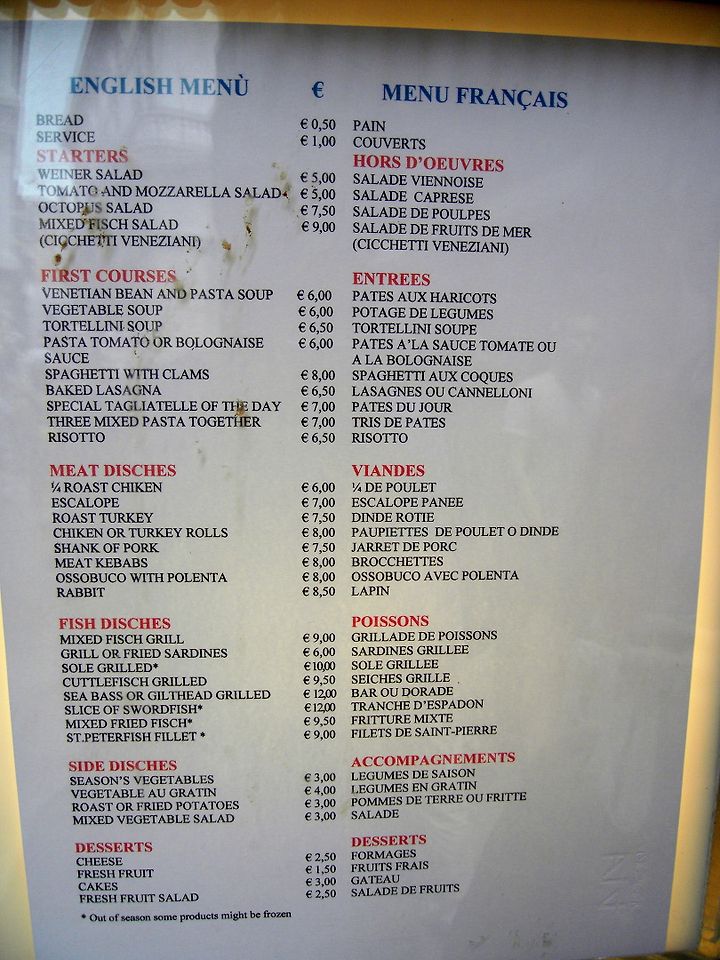 ENGLISH MENÙ € MENU FRANÇAIS
BREAD € 0,50 PAIN
SERVICE € 1,00 COUVERTS
STARTERS HORS D'OEUVRES
WEINER SALAD € 5,00 SALADE VIENNOISE
TOMATO AND MOZZARELLA SALAD* € 5,00 SALADE CAPRESE
OCTOPUS SALAD € 7,50 SALADE DE POULPES
MIXED FISCH SALAD € 9,00 SALADE DE FRUITS DE MER
(CICCHETTI VENEZIANI) (CICCHETTI VENEZIANI)
FIRST COURSES ENTREES
VENETIAN BEAN AND PASTA SOUP € 6,00 PATES AUX HARICOTS
VEGETABLE SOUP € 6,00 POTAGE DE LEGUMES
TORTELLINI SOUP € 6,50 TORTELLINI SOUPE
PASTA TOMATO OR BOLOGNAISE € 6,00 PATES A'LA SAUCE TOMATE OU
SAUCE A LA BOLOGNAISE
SPAGHETTI WITH CLAMS € 8,00 SPAGHETTI AUX COQUES
BAKED LASAGNA € 6,50 LASAGNES OU CANNELLONI
SPECIAL TAGLIATELLE OF THE DAY € 7,00 PATES DU JOUR
THREE MIXED PASTA TOGETHER € 7,00 TRIS DE PATES
RISOTTO € 6,50 RISOTTO
MEAT DISCHES VIANDES
¼ ROAST CHIKEN € 6,00 ¼ DE POULET
ESCALOPE € 7,00 ESCALOPE PANEE
ROAST TURKEY € 7,50 DINDE ROTIE
CHIKEN OR TURKEY ROLLS € 8,00 PAUPIETTES DE POULET O DINDE
SHANK OF PORK € 7,50 JARRET DE PORC
MEAT KEBABS € 8,00 BROCCHETTES
OSSOBUCO WITH POLENTA € 8,00 OSSOBUCO AVEC POLENTA
RABBIT € 8,50 LAPIN
FISH DISCHES POISSONS
MIXED FISCH GRILL € 9,00 GRILLADE DE POISSONS
GRILL OR FRIED SARDINES € 6,00 SARDINES GRILLEE
SOLE GRILLED* €10,00 SOLE GRILLEE
CUTTLEFISCH GRILLED € 9,50 SEICHES GRILLE
SEA BASS OR GILTHEAD GRILLED € 12,00 BAR OU DORADE
SLICE OF SWORDFISH* €12,00 TRANCHE D'ESPADON
MIXED FRIED FISCH* € 9,50 FRITTURE MIXTE
ST.PETERFISH FILLET * € 9,00 FILETS DE SAINT-PIERRE
SIDE DISCHES ACCOMPAGNEMENTS
SEASON'S VEGETABLES € 3,00 LEGUMES DE SAISON
VEGETABLE AU GRATIN € 4,00 LEGUMES EN GRATIN
ROAST OR FRIED POTATOES € 3,00 POMMES DE TERRE OU FRITTE
MIXED VEGETABLE SALAD € 3,00 SALADE
DESSERTS DESSERTS
CHEESE € 2,50 FORMAGES
FRESH FRUIT € 1,50 FRUITS FRAIS
CAKES € 3,00 GATEAU
FRESH FRUIT SALAD € 2,50 SALADE DE FRUITS
* Out of season some products might be frozen